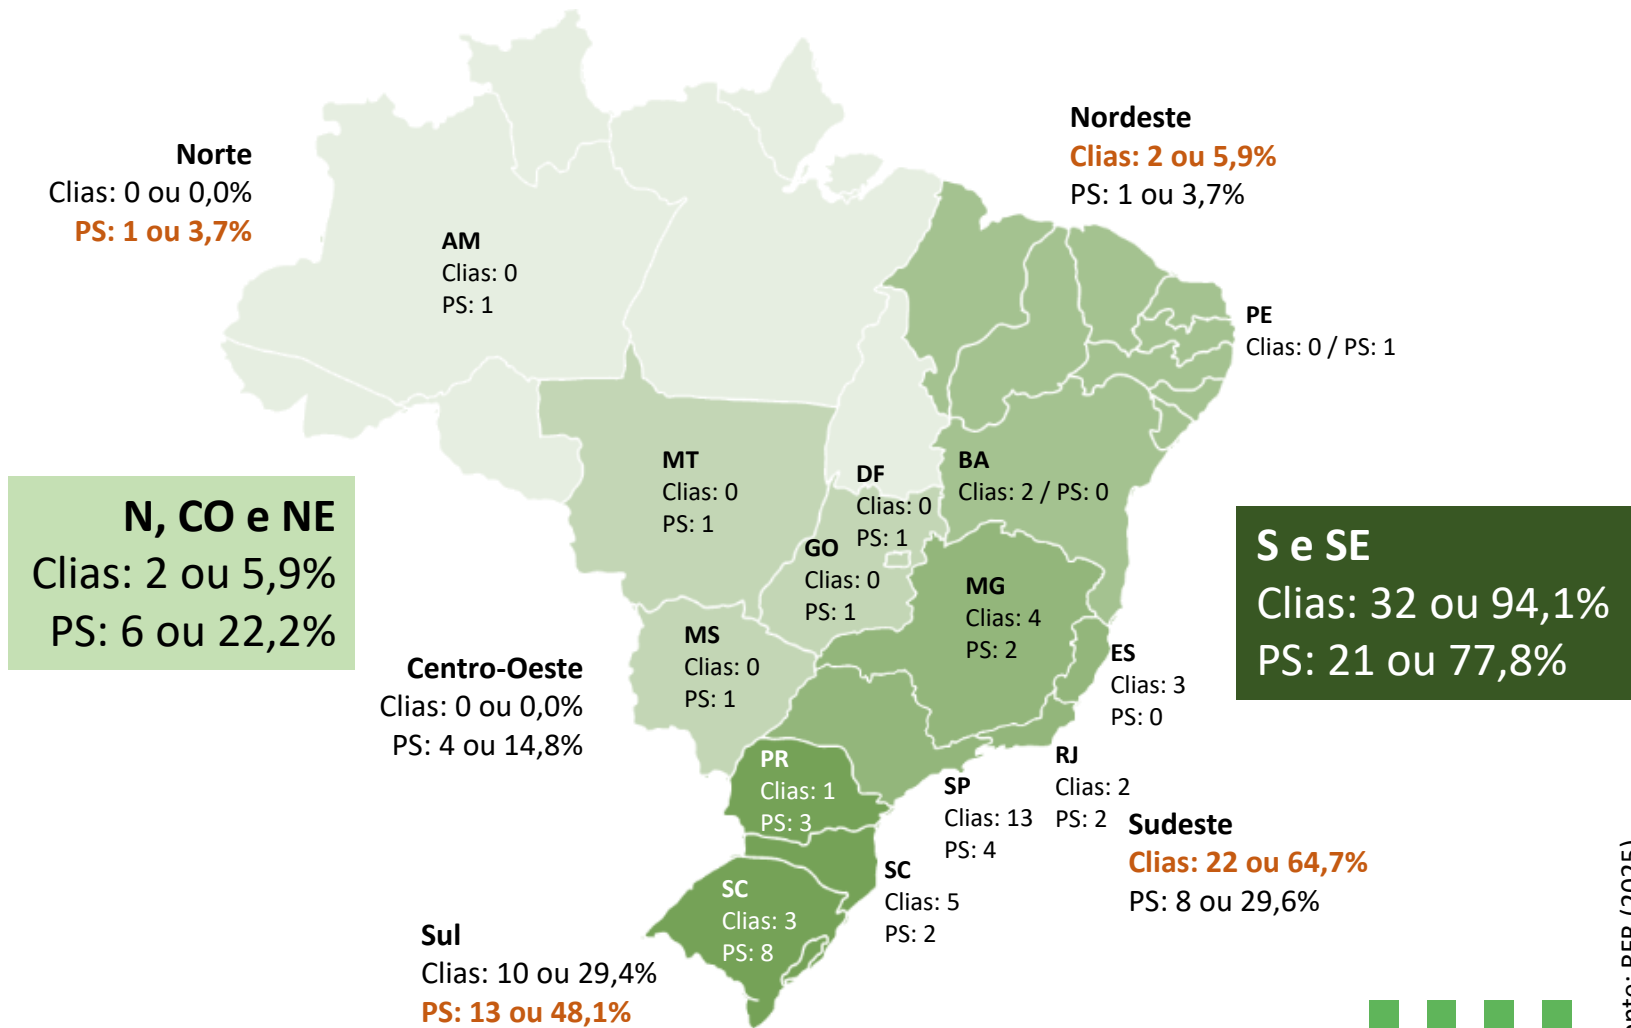 Norte
Clias: 0 ou 0,0%
PS: 1 ou 3,7%
Nordeste
Clias: 2 ou 5,9%
PS: 1 ou 3,7%
AM
Clias: 0
PS: 1
PE
Clias: 0 / PS: 1
MT
Clias: 0
PS: 1
DF
Clias: 0
PS: 1
BA
Clias: 2 / PS: 0
GO
Clias: 0
PS: 1
N, CO e NE
Clias: 2 ou 5,9%
PS: 6 ou 22,2%
S e SE
Clias: 32 ou 94,1%
PS: 21 ou 77,8%
MG
Clias: 4
PS: 2
MS
Clias: 0
PS: 1
ES
Clias: 3
PS: 0
Centro-Oeste
Clias: 0 ou 0,0%
PS: 4 ou 14,8%
PR
Clias: 1
PS: 3
SP
Clias: 13
PS: 4
RJ
Clias: 2
PS: 2
Sudeste
Clias: 22 ou 64,7%
PS: 8 ou 29,6%
SC
Clias: 5
PS: 2
SC
Clias: 3
PS: 8
Sul
Clias: 10 ou 29,4%
PS: 13 ou 48,1%
(2025)